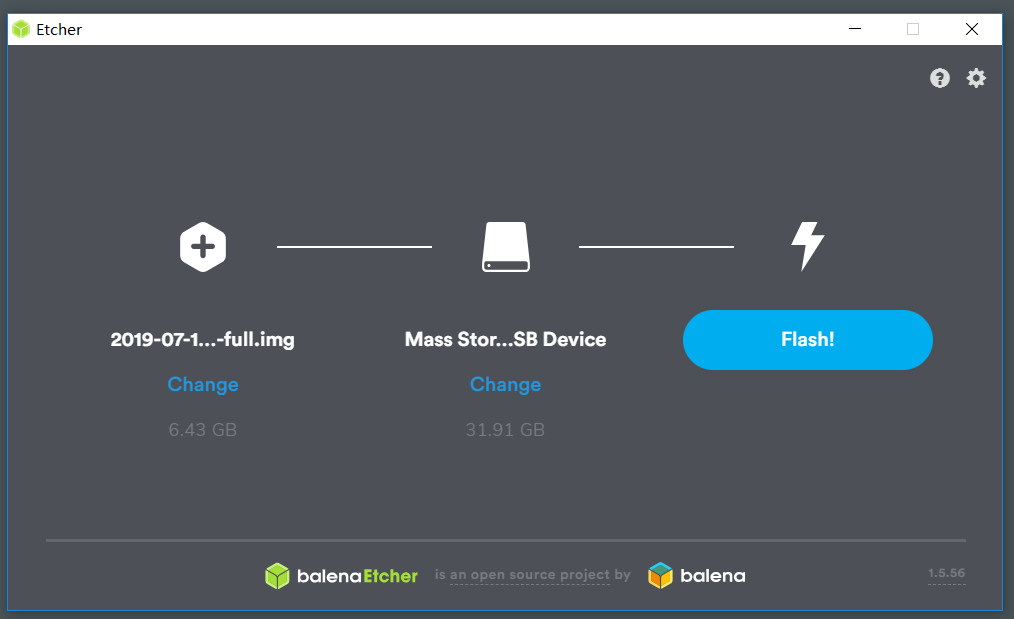 Etcher
2019-07-1...-full.img
Mass Stor...SB Device
Flash!
Change
Change
6.43 GB
31.91 GB
balenaEtcher is an open source project by balena
1.5.56